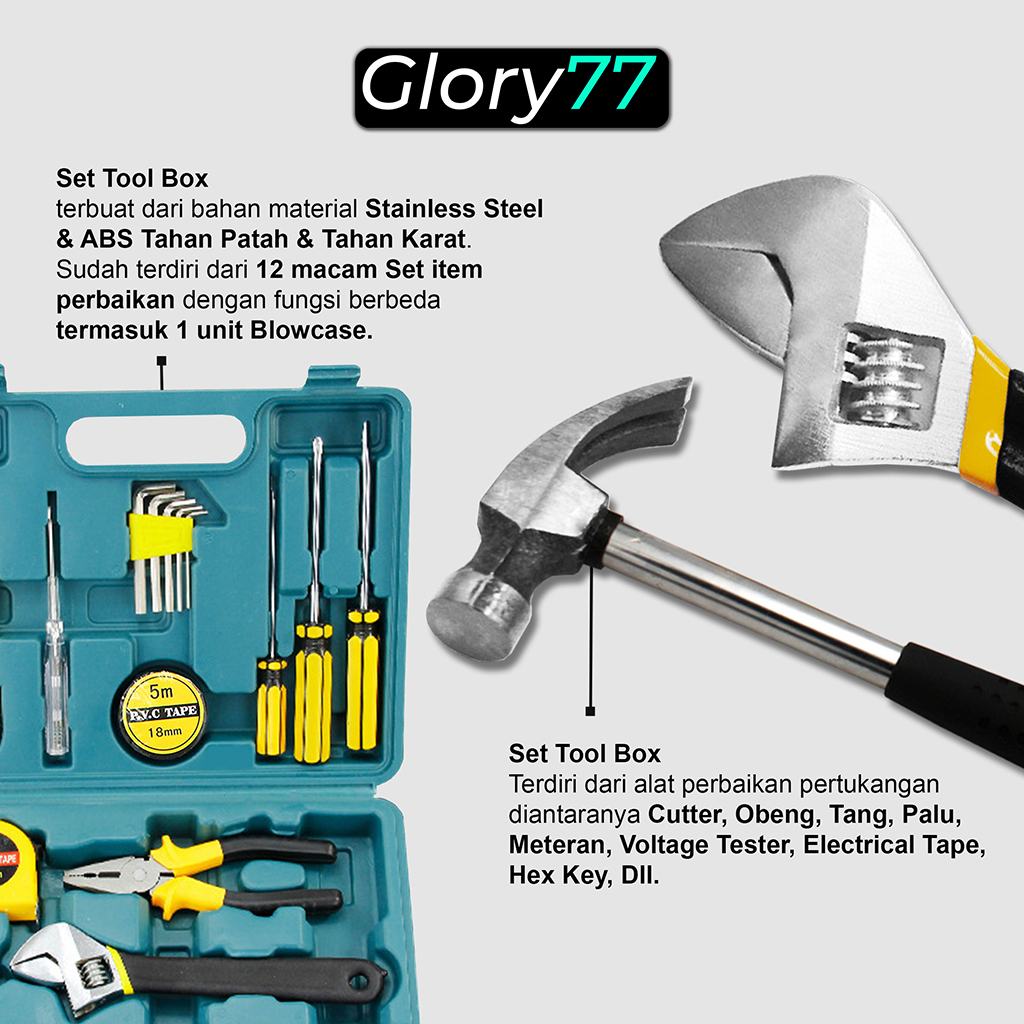 Glory77
Set Tool Box
terbuat dari bahan material Stainless Steel
& ABS Tahan Patah & Tahan Karat.
Sudah terdiri dari 12 macam Set item
perbaikan dengan fungsi berbeda
termasuk 1 unit Blowcase.
5m
P.V.C TAPE
18mm
Set Tool Box
Terdiri dari alat perbaikan pertukangan
diantaranya Cutter, Obeng, Tang, Palu,
Meteran, Voltage Tester, Electrical Tape,
Hex Key, Dll.
TAPE